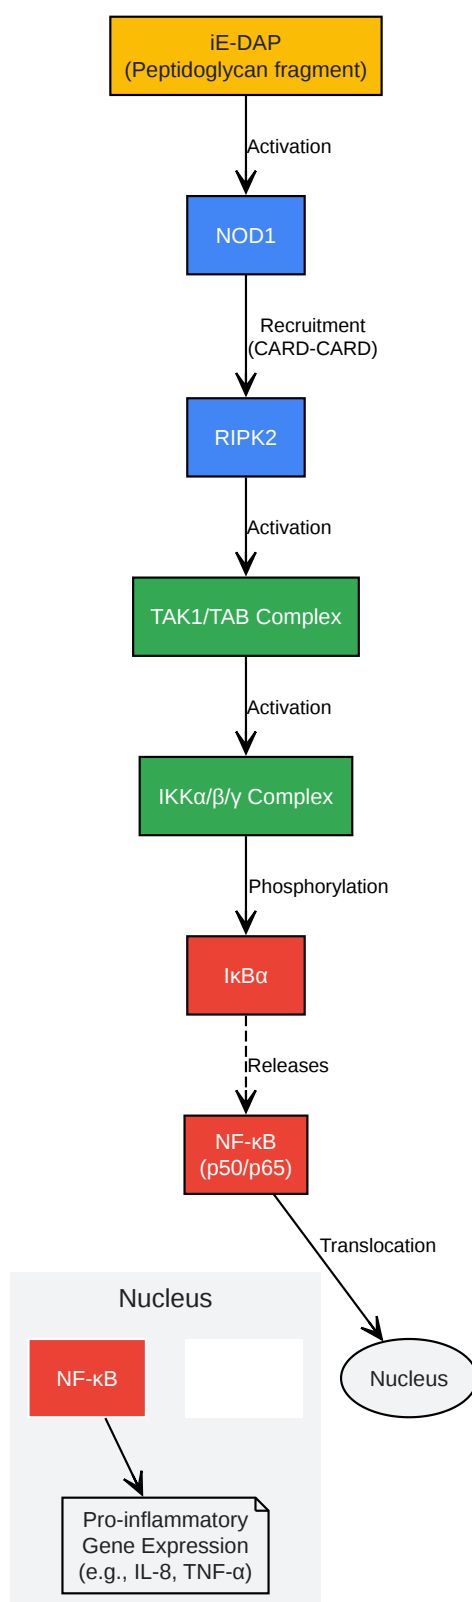 iE-DAP
(Peptidoglycan fragment)
Activation
NOD1
Recruitment
(CARD-CARD)
RIPK2
Activation
TAK1/TAB Complex
Activation
IKKα/β/γ Complex
Phosphorylation
IκBα
Releases
NF-κB
(p50/p65)
Translocation
Nucleus
NF-κB
Nucleus
Pro-inflammatory
Gene Expression
(e.g., IL-8, TNF-α)